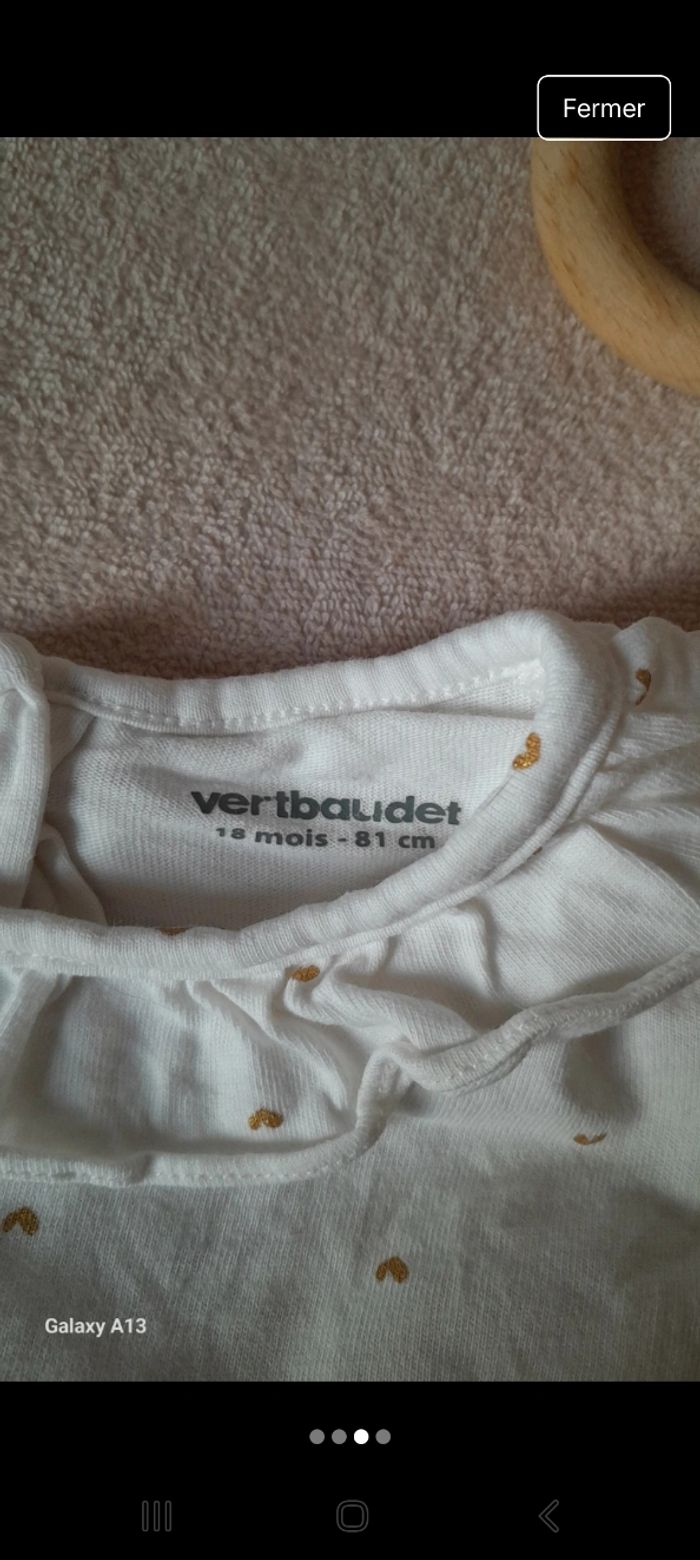 Fermer
vertbaudet
18 mois - 81 cm
Galaxy A13